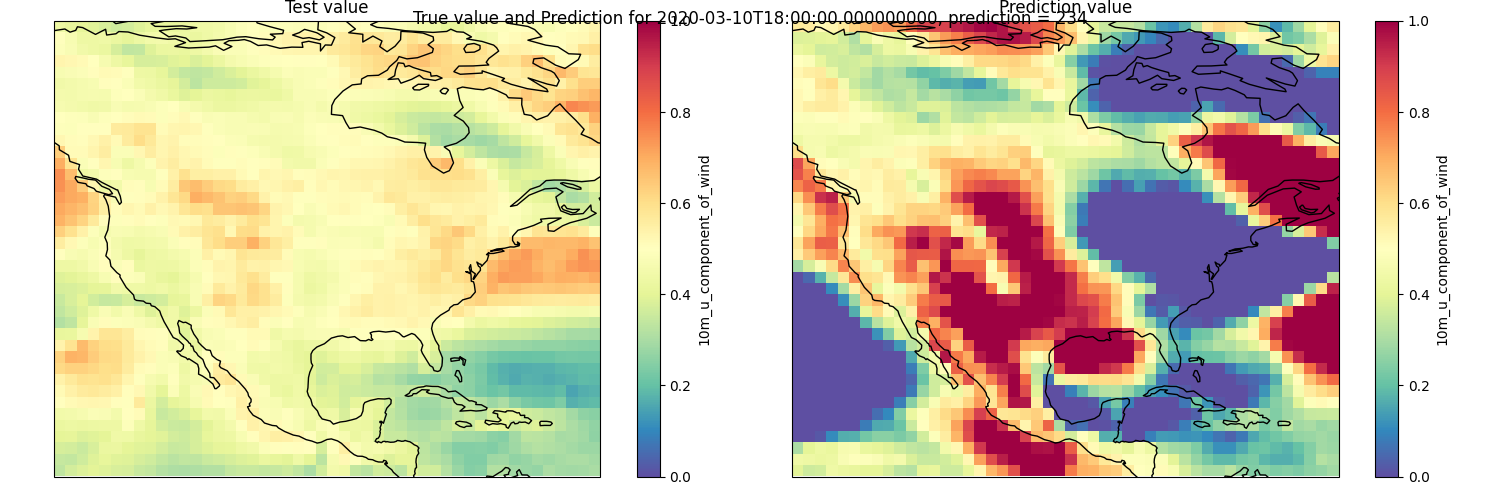 Test value
True value and Prediction for 2020-03-10T18:00:00.000000000, prediction = 234
Prediction value
1.0
0.8
0.6
0.4
0.2
0.0
10m_u_component_of_wind
1.0
0.8
0.6
0.4
0.2
0.0
10m_u_component_of_wind